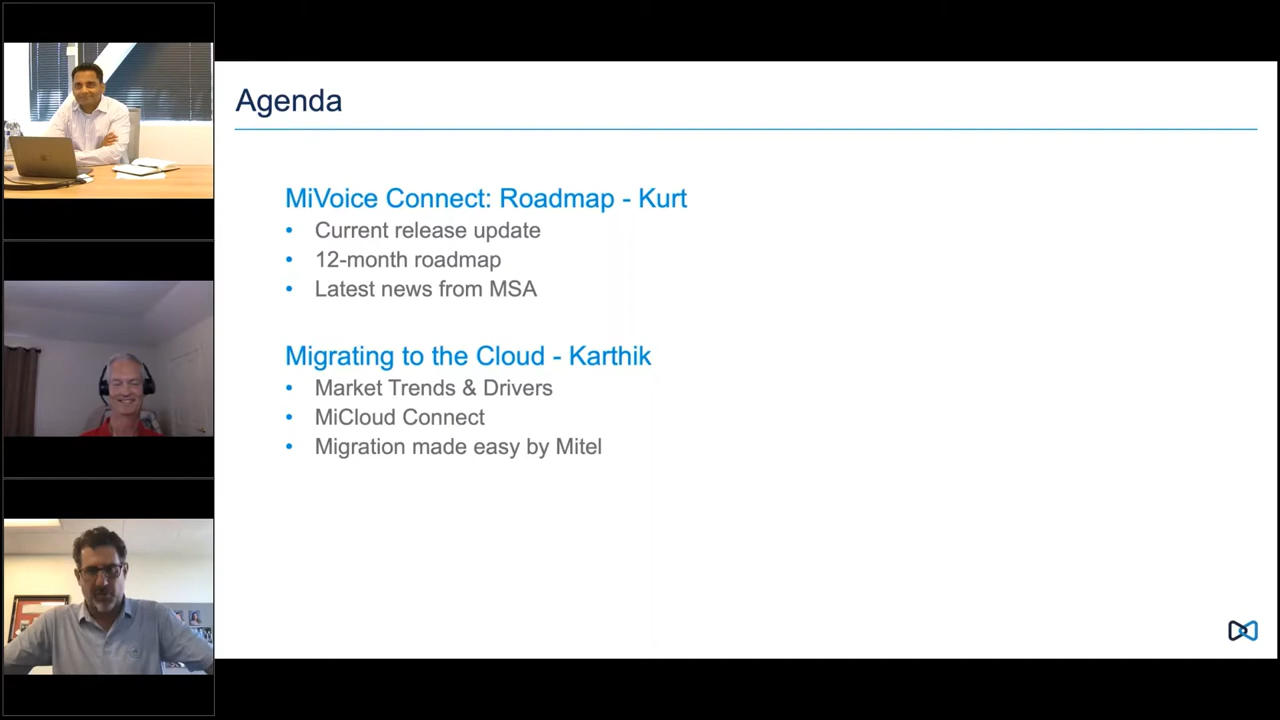 Agenda
MiVoice Connect: Roadmap - Kurt
• Current release update
• 12-month roadmap
• Latest news from MSA
Migrating to the Cloud - Karthik
• Market Trends & Drivers
• MiCloud Connect
• Migration made easy by Mitel